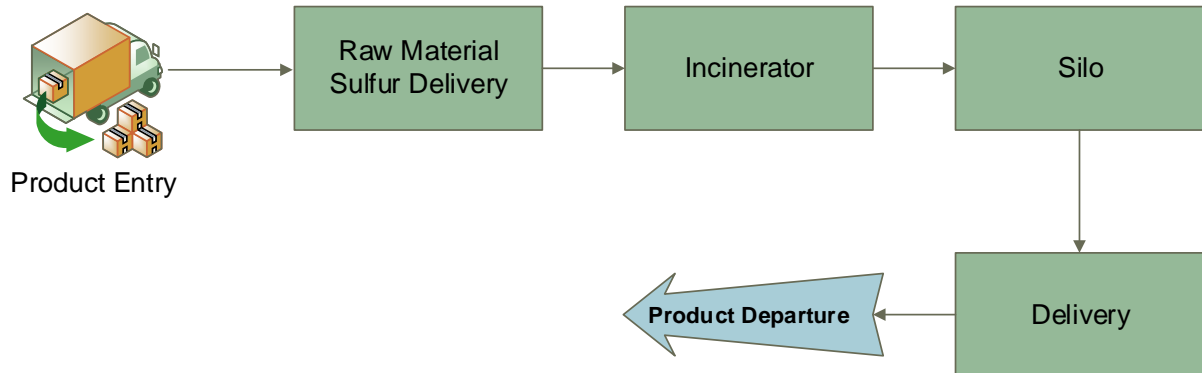 Product Entry
Raw Material
Sulfur Delivery
Incinerator
Silo
Delivery
Product Departure